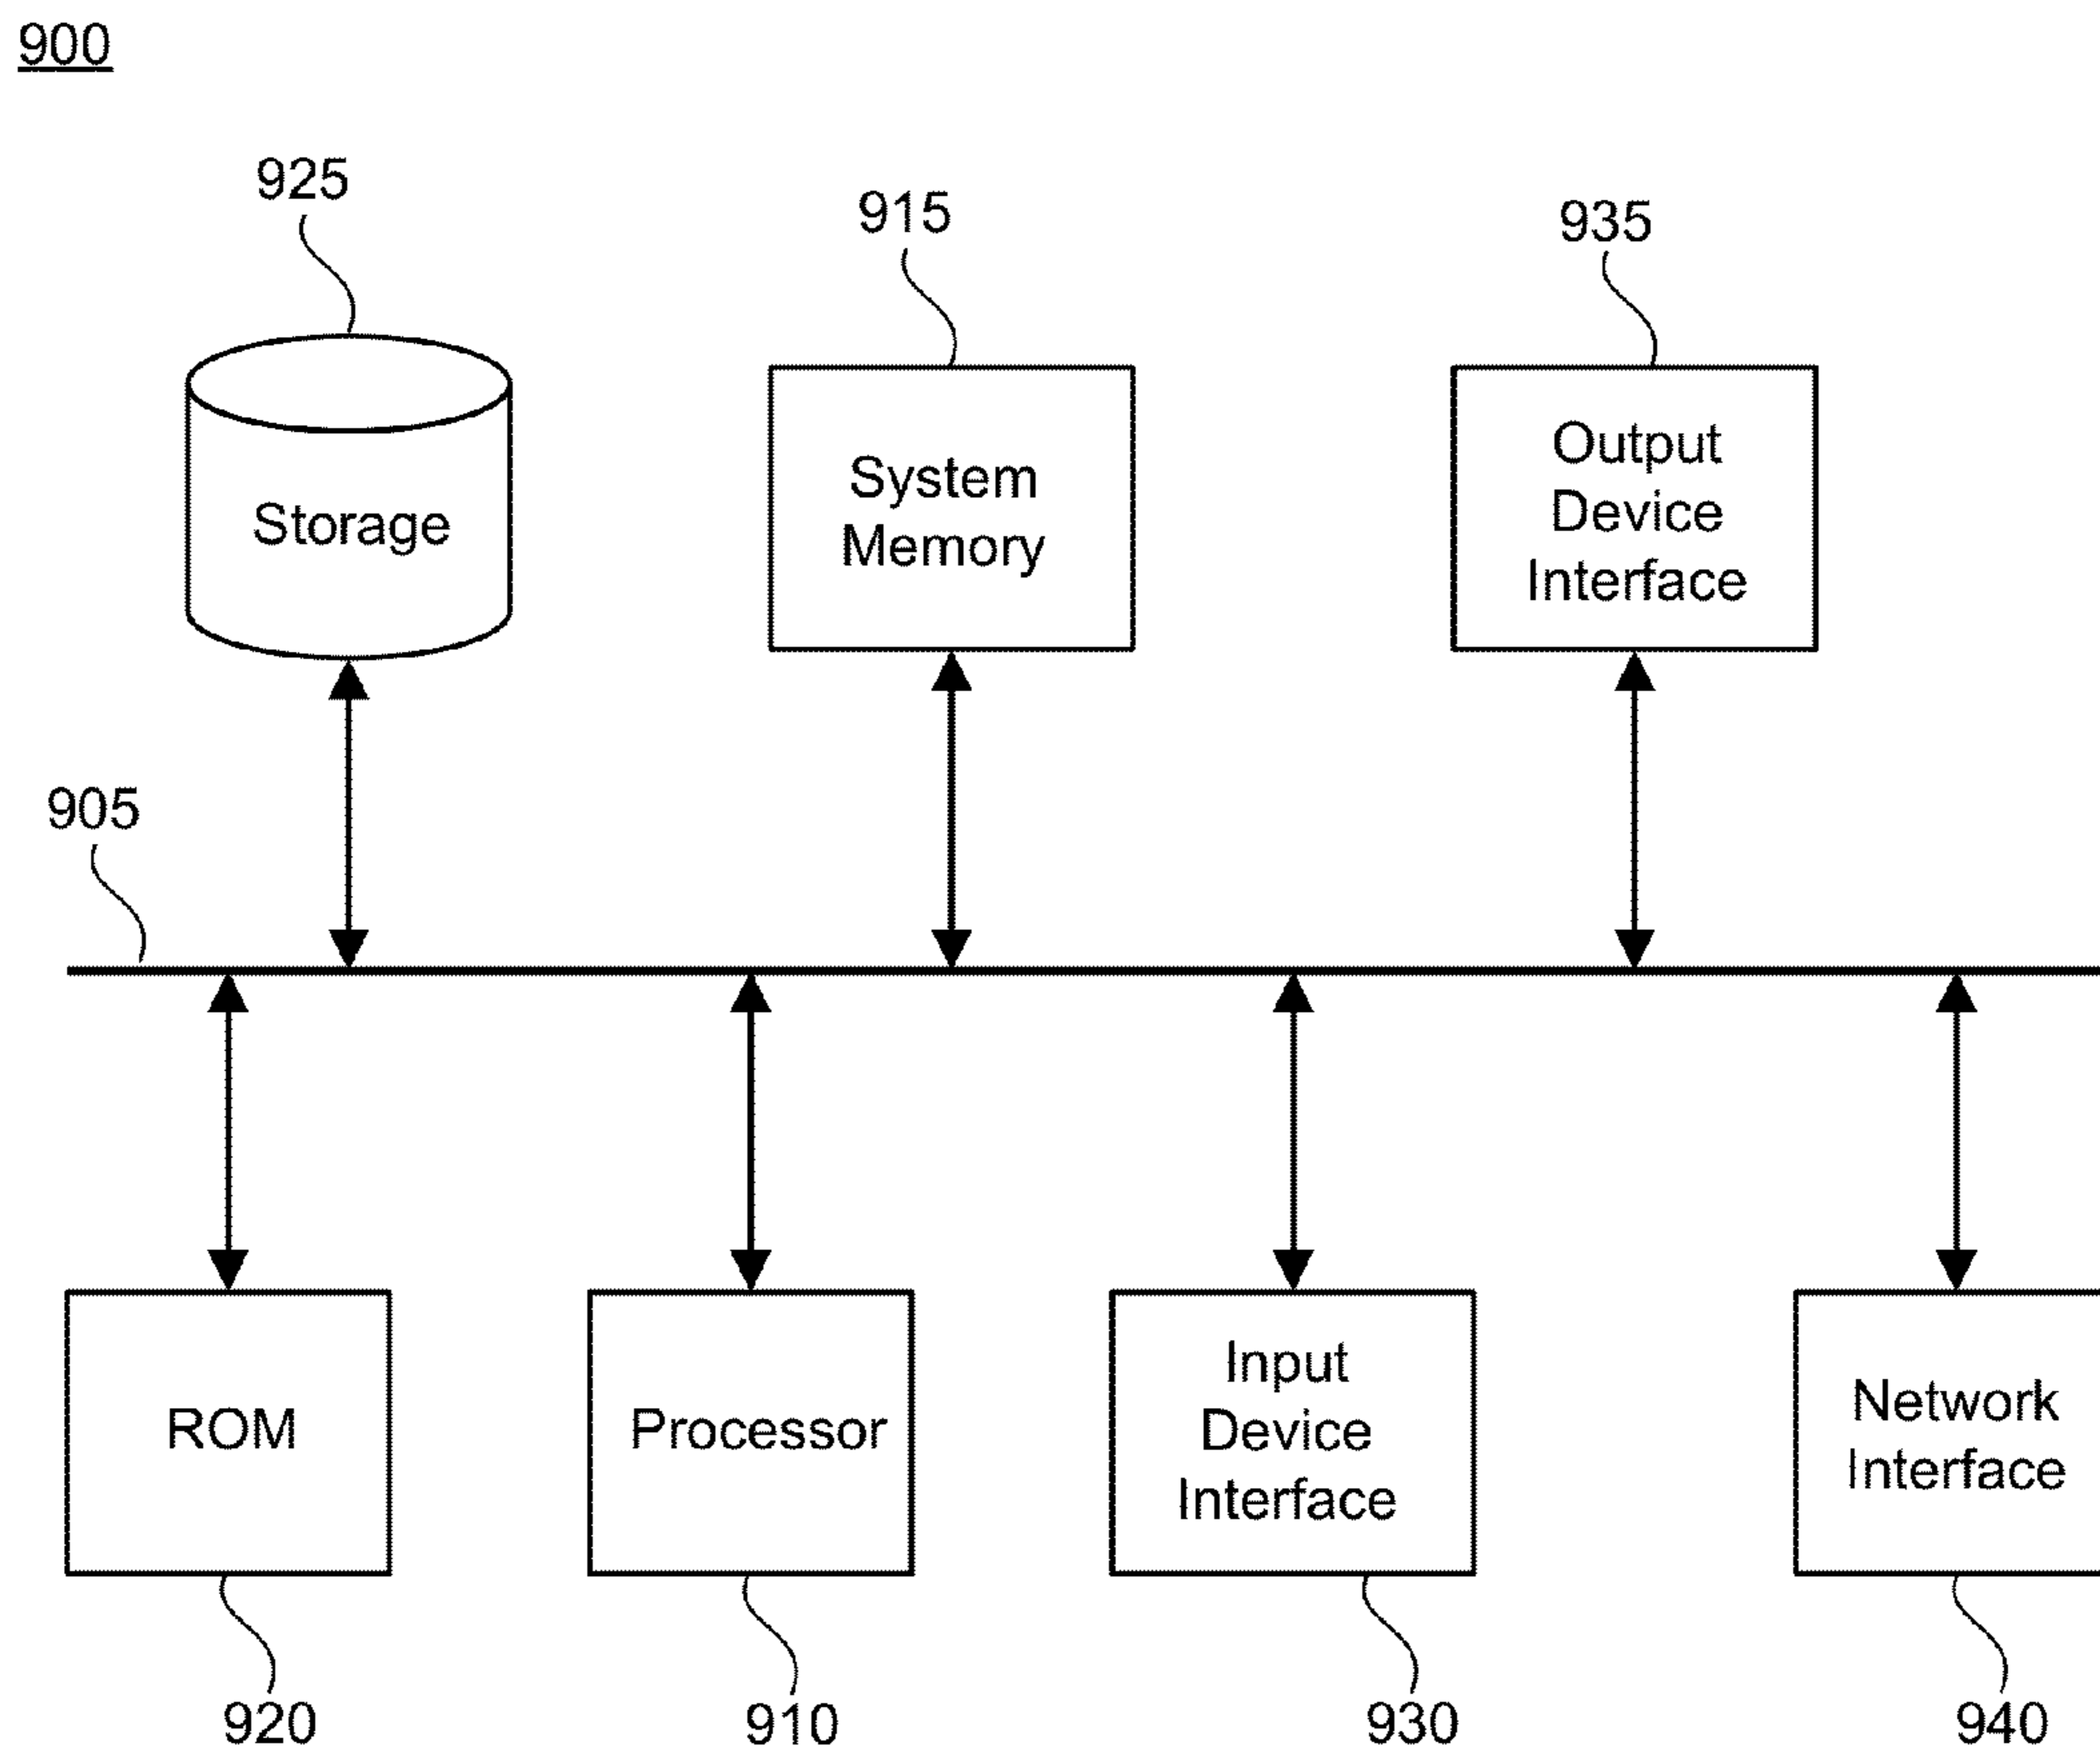 900
925
915
935
Storage
System
Memory
Output
Device
Interface
905
ROM
Processor
Input
Device
Interface
Network
Interface
920
910
930
940